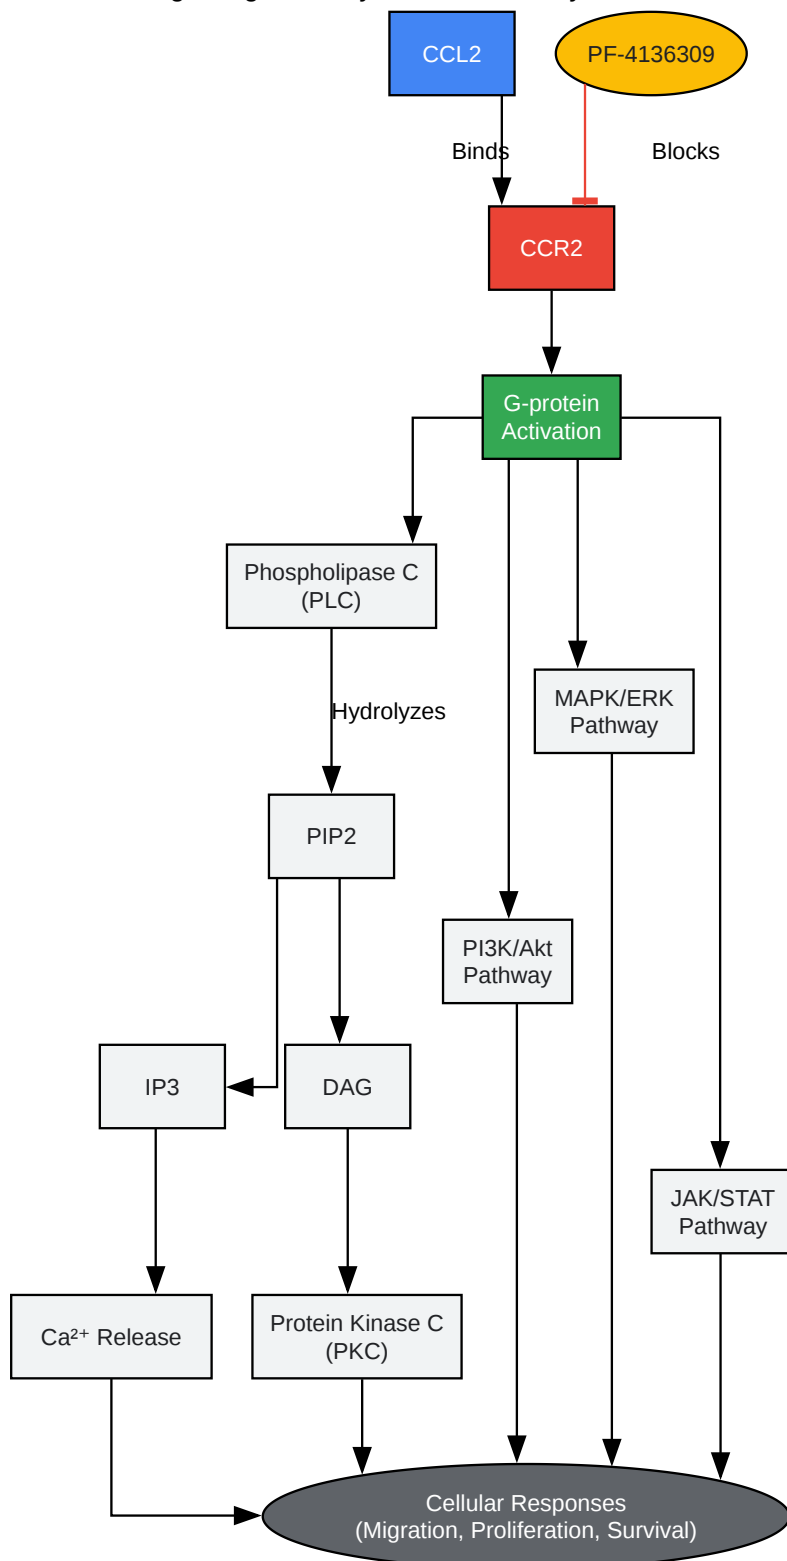 CCL2
PF-4136309
Binds
Blocks
CCR2
G-protein
Activation
Phospholipase C
(PLC)
Hydrolyzes
MAPK/ERK
Pathway
PIP2
PI3K/Akt
Pathway
IP3
DAG
JAK/STAT
Pathway
Ca²⁺ Release
Protein Kinase C
(PKC)
Cellular Responses
(Migration, Proliferation, Survival)